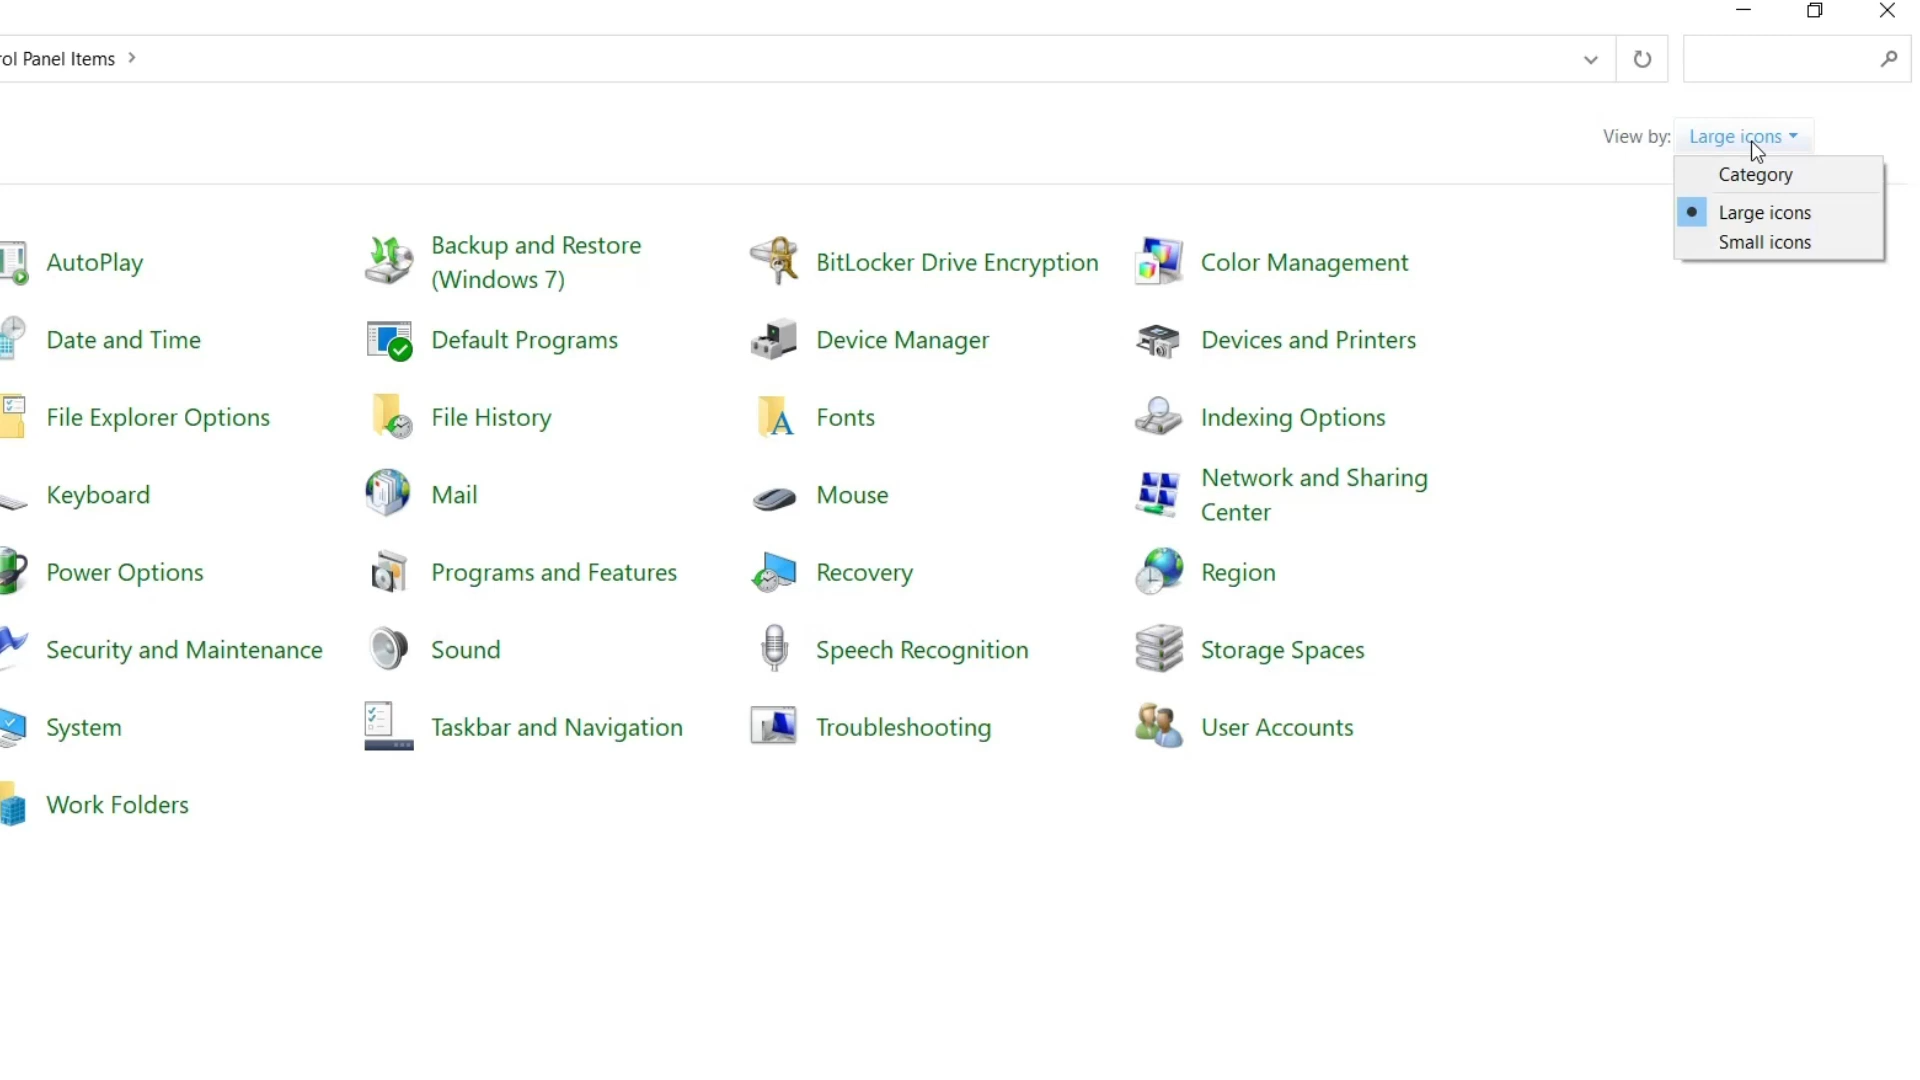 rol Panel Items
View by: Large icons
Category
Large icons
Small icons
AutoPlay
Backup and Restore
(Windows 7)
BitLocker Drive Encryption
Color Management
Date and Time
Default Programs
Device Manager
Devices and Printers
File Explorer Options
File History
Fonts
Indexing Options
Keyboard
Mail
Mouse
Network and Sharing
Center
Power Options
Programs and Features
Recovery
Region
Security and Maintenance
Sound
Speech Recognition
Storage Spaces
System
Taskbar and Navigation
Troubleshooting
User Accounts
Work Folders